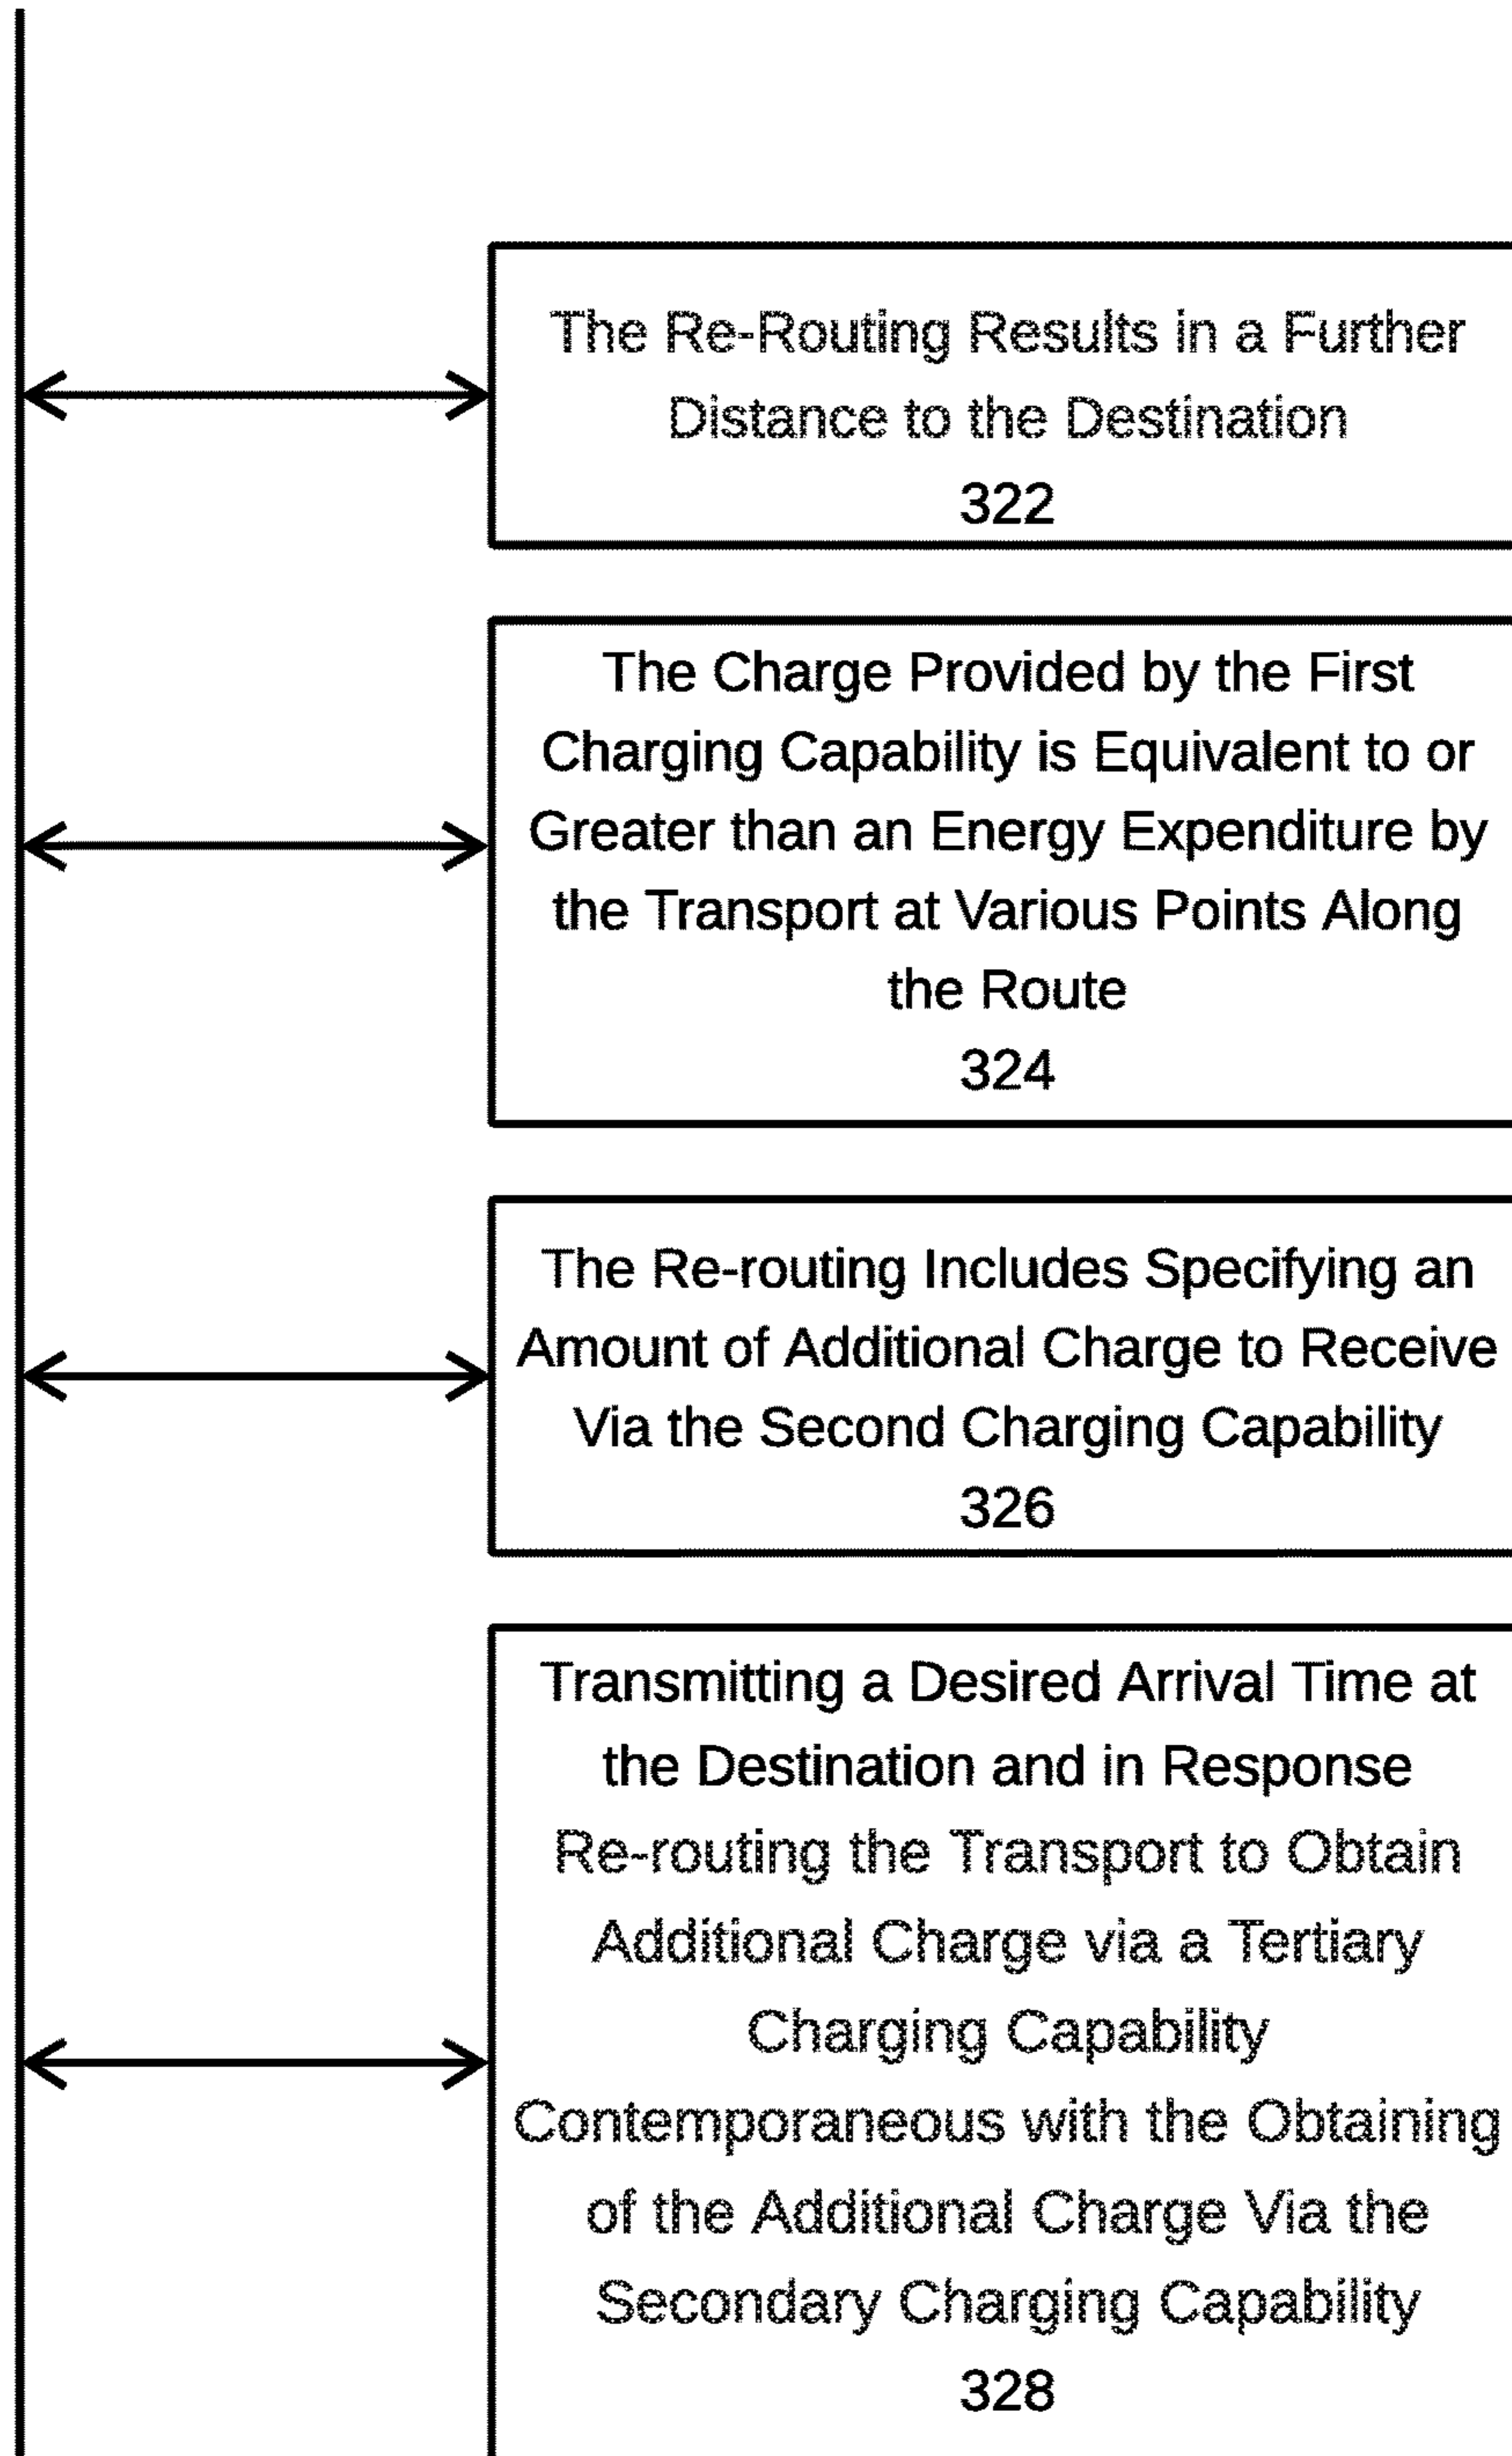 The Re-Routing Results in a Further
Distance to the Destination
322
The Charge Provided by the First
Charging Capability is Equivalent to or
Greater than an Energy Expenditure by
the Transport at Various Points Along
the Route
324
The Re-routing Includes Specifying an
Amount of Additional Charge to Receive
Via the Second Charging Capability
326
Transmitting a Desired Arrival Time at
the Destination and in Response
Re-routing the Transport to Obtain
Additional Charge via a Tertiary
Charging Capability
Contemporaneous with the Obtaining
of the Additional Charge Via the
Secondary Charging Capability
328